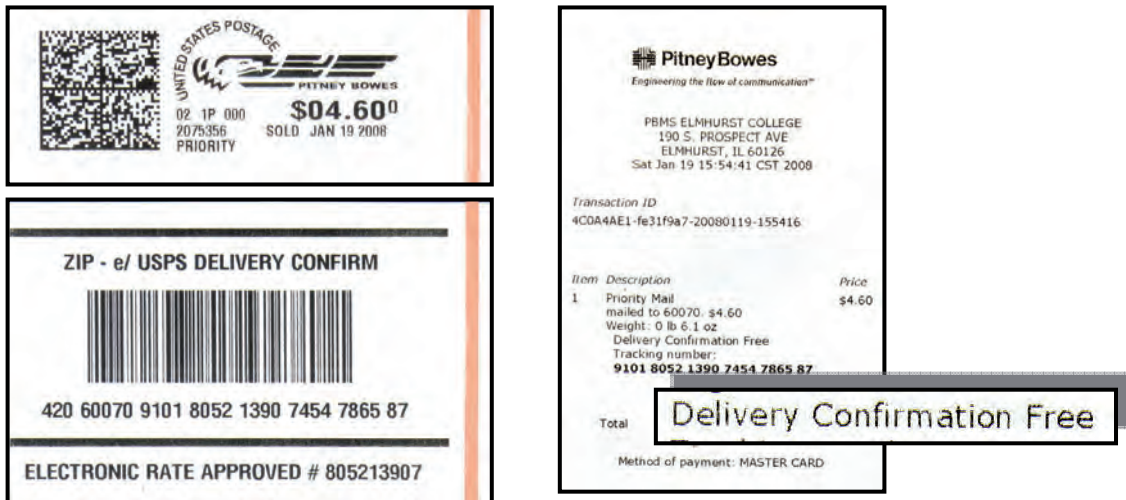 UNITED STATES POSTAGE
PITNEY BOWES
02 1P 000
$04.60⁰
2075356
SOLD JAN 19 2008
PRIORITY
ZIP - e/ USPS DELIVERY CONFIRM
420 60070 9101 8052 1390 7454 7865 87
ELECTRONIC RATE APPROVED # 805213907
PitneyBowes
Engineering the flow of communication™
PBMS ELMHURST COLLEGE
190 S. PROSPECT AVE
ELMHURST, IL 60126
Sat Jan 19 15:54:41 CST 2008
Transaction ID
4C0A4AE1-fe31f9a7-20080119-155416
Item Description Price
1 Priority Mail $4.60
mailed to 60070. $4.60
Weight: 0 lb 6.1 oz
Delivery Confirmation Free
Tracking number:
9101 8052 1390 7454 7865 87
Total
Delivery Confirmation Free
Method of payment: MASTER CARD